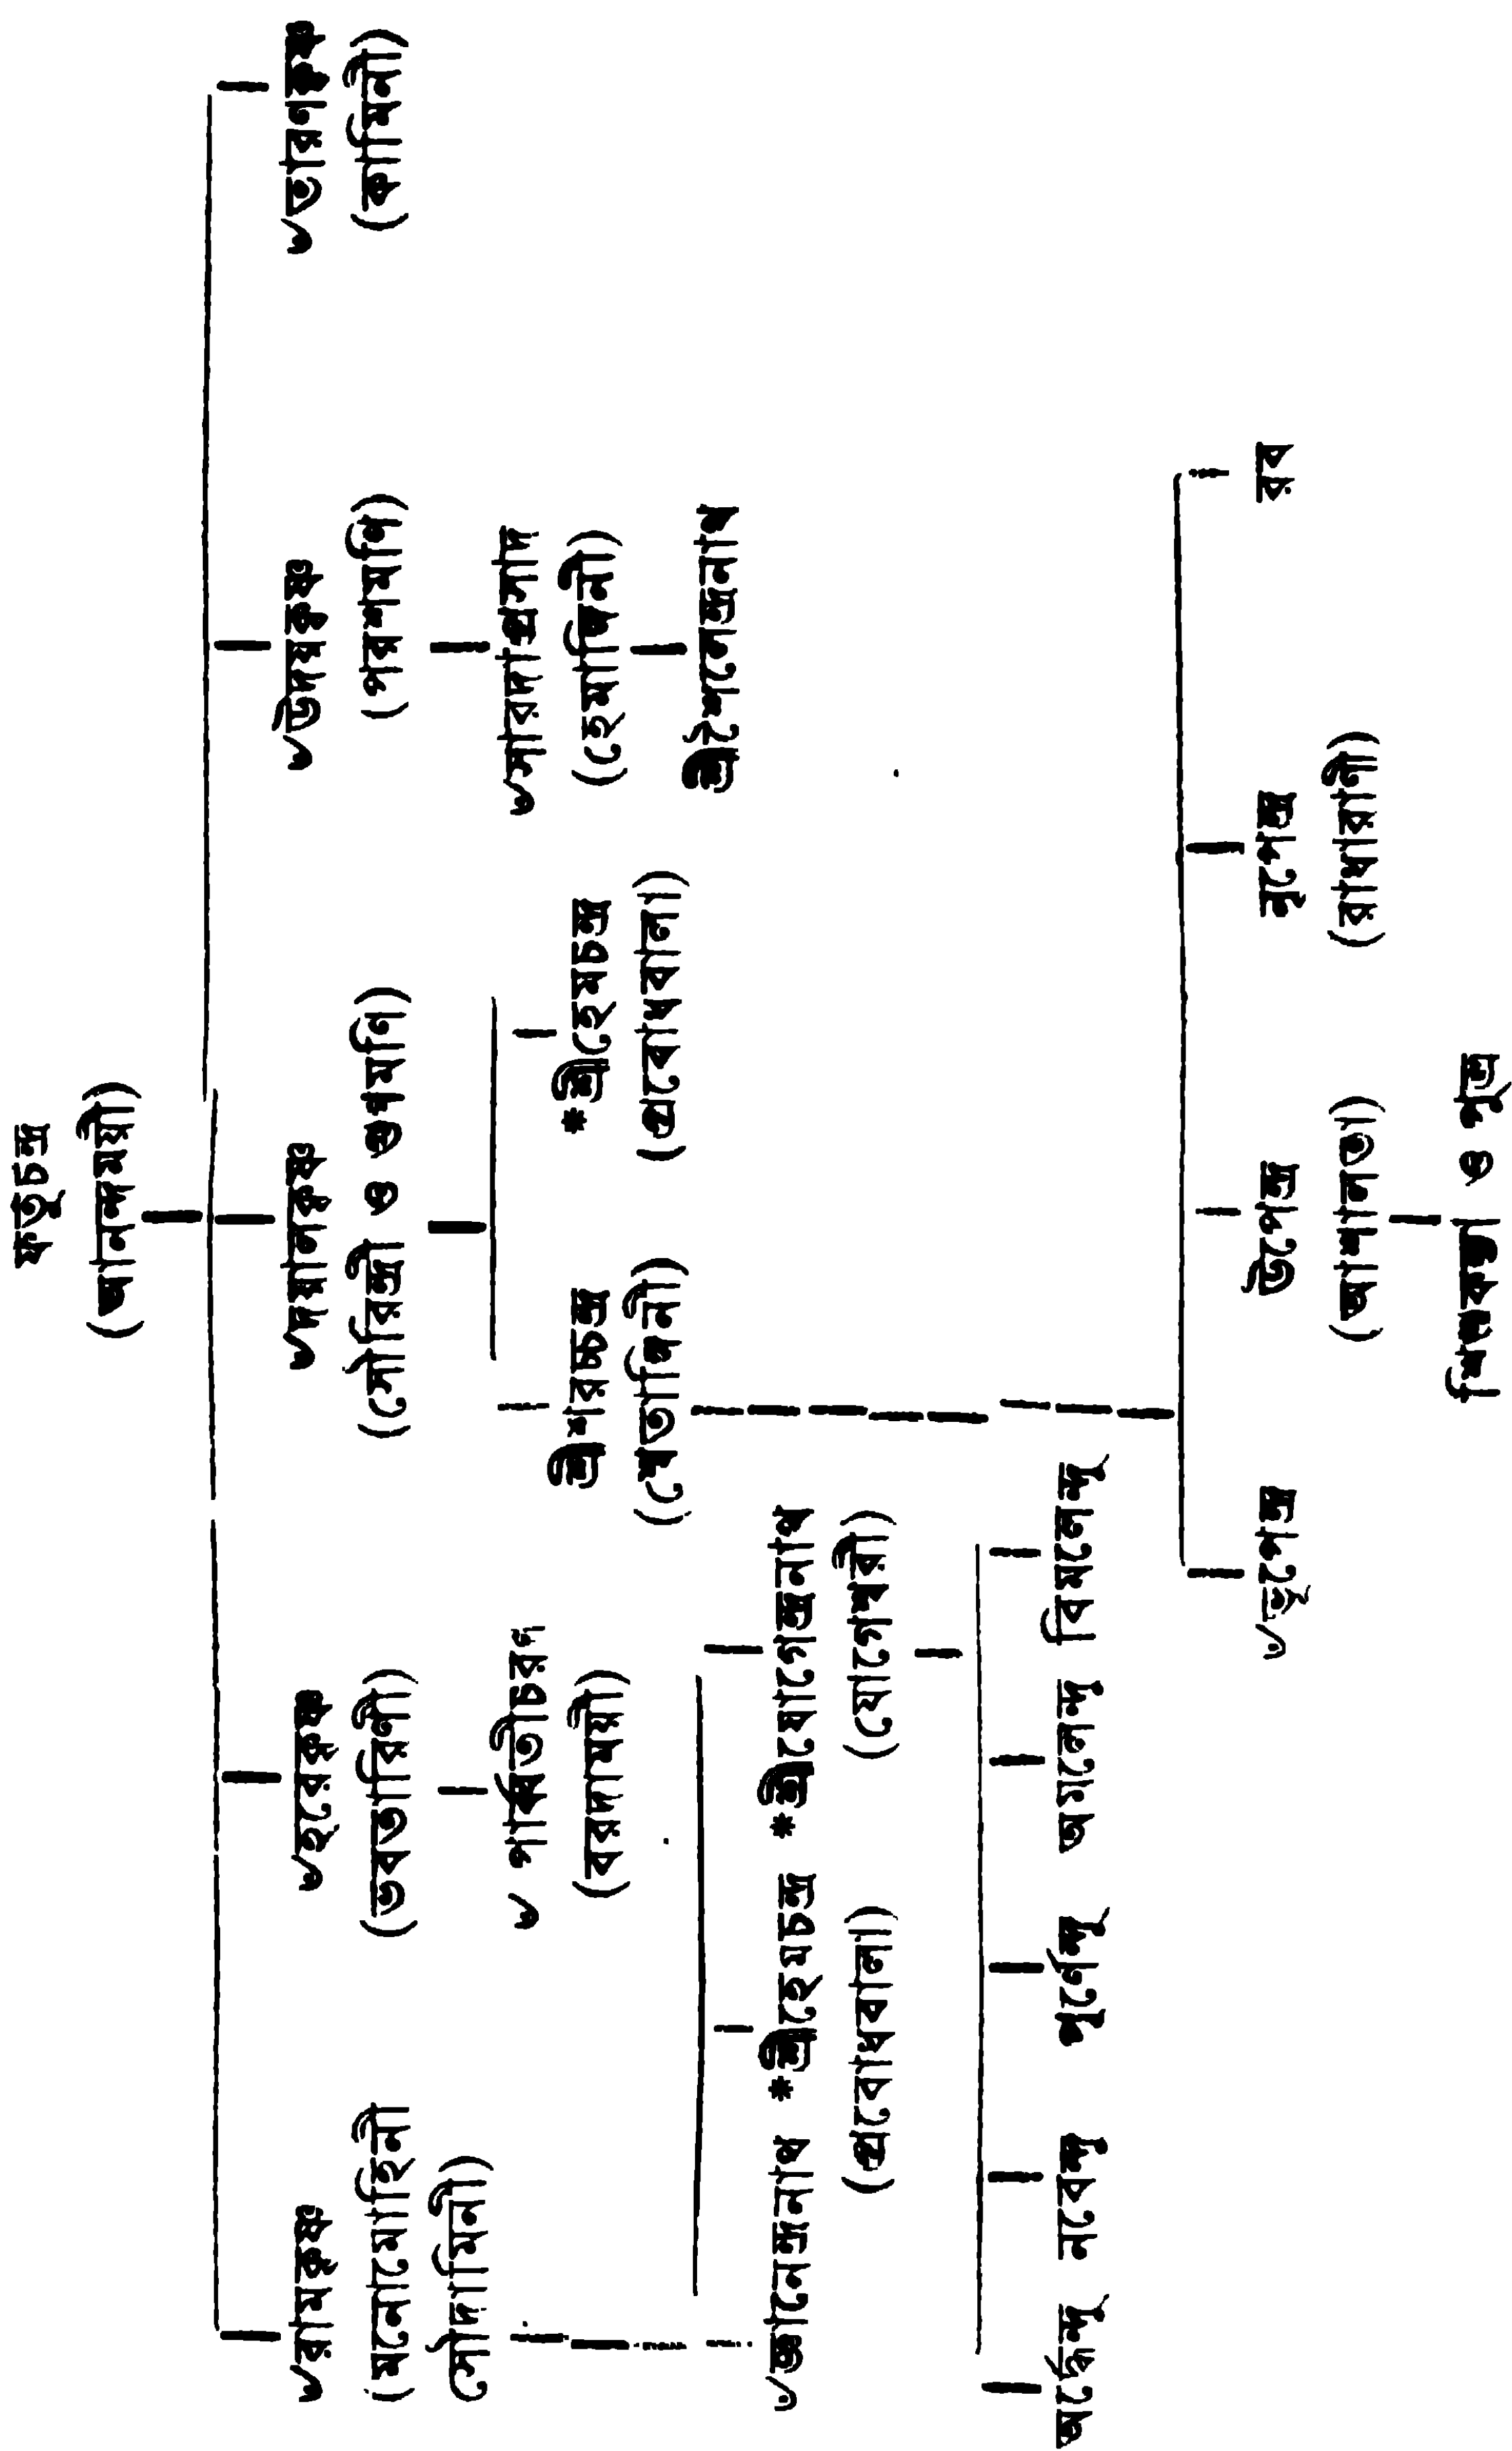 ফতুচন্দ্র
(আনন্দময়ী)
৺রামকৃষ্ণ ৺হরেকৃষ্ণ ৺দয়ালকৃষ্ণ ৺উদয়কৃষ্ণ ৺তারণকৃষ্ণ
(মনোমোহিনী (ভবতারিণী) (সৌরিন্ধ্রী ও গুণমণি) (পরশমণি) (কামিনী)
সৌদামিনী)
৺ পার্ব্বতীচরণ ৺সারদাপ্রসাদ
(বরদাময়ী) (হেমাঙ্গিনী)
শ্রীশরচ্চন্দ্র *শ্রীহেমচন্দ্র
(শ্বেতাঙ্গিনী) (প্রবোধবালা)
শ্রীশৈলেন্দ্রনাথ
৺জ্ঞানেন্দ্রনাথ *শ্রীহেমচন্দ্র *শ্রীযোগেন্দ্রনাথ
(প্রবোধবালা) (যোগেশ্বরী)
অর্দ্ধেন্দু নবেন্দু পূর্ণেন্দু অমলেন্দু বিমলেন্দু
৺ভূপেন্দ্র উপেন্দ্র নৃপেন্দ্র রব
(আশালতা) (রাধারাণী)
শিশুকন্যা ও পুত্র